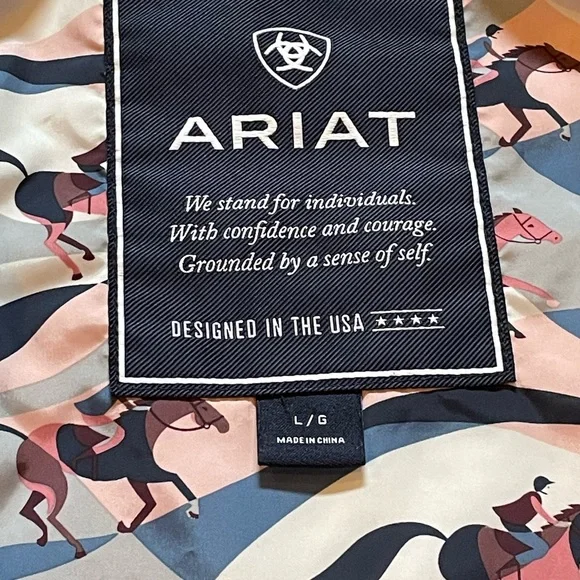 ARIAT
We stand for individuals.
With confidence and courage.
Grounded by a sense of self.
DESIGNED IN THE USA
L/G
MADE IN CHINA